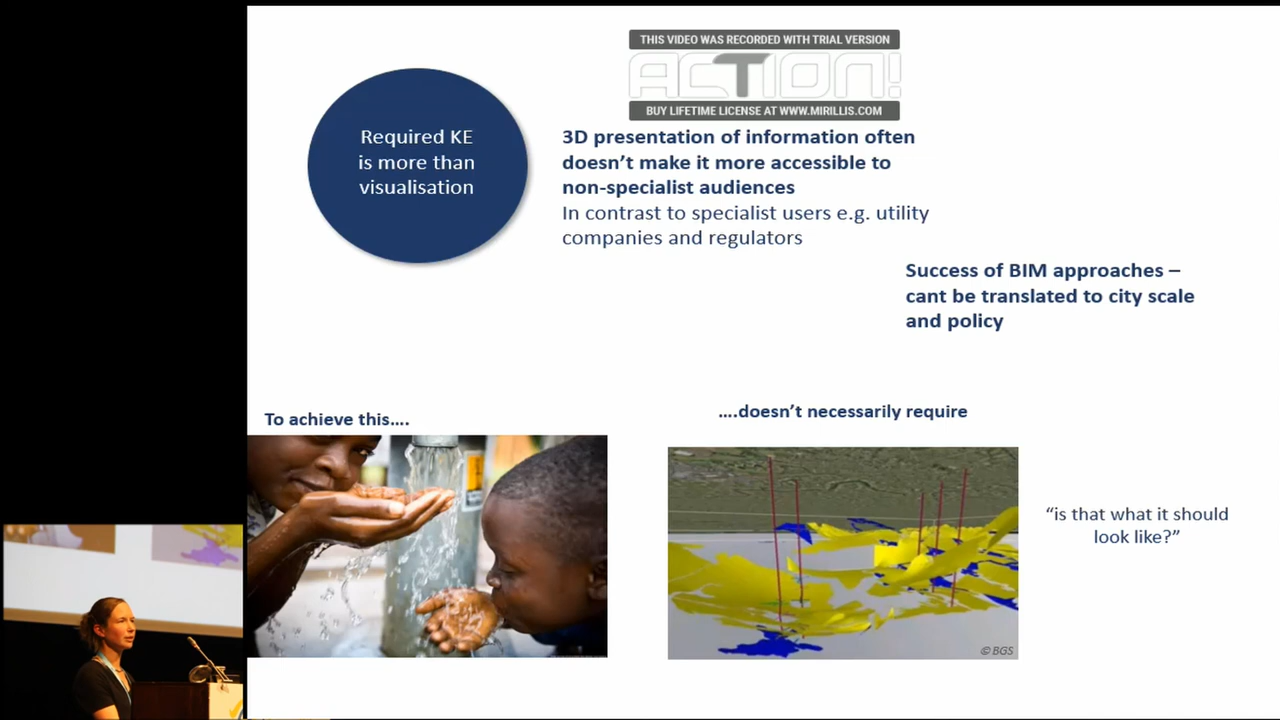 THIS VIDEO WAS RECORDED WITH TRIAL VERSION
ACTION!
BUY LIFETIME LICENSE AT WWW.MIRILLIS.COM
Required KE
is more than
visualisation
3D presentation of information often
doesn't make it more accessible to
non-specialist audiences
In contrast to specialist users e.g. utility
companies and regulators
Success of BIM approaches –
cant be translated to city scale
and policy
To achieve this....
....doesn't necessarily require
“is that what it should
look like?”
© BGS